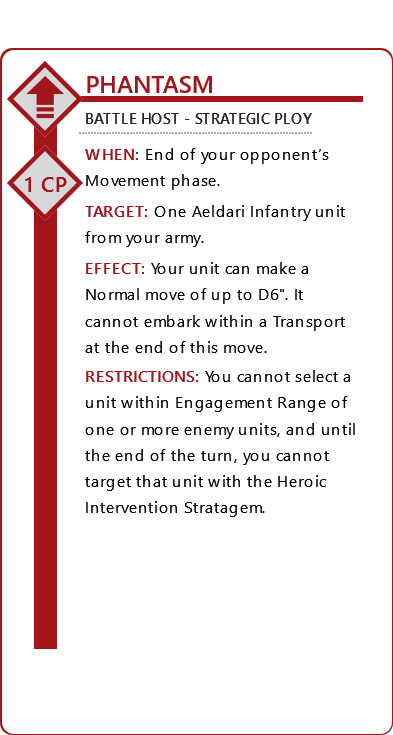 PHANTASM
BATTLE HOST - STRATEGIC PLOY
WHEN: End of your opponent's
Movement phase.
1 CP
TARGET: One Aeldari Infantry unit
from your army.
EFFECT: Your unit can make a
Normal move of up to D6". It
cannot embark within a Transport
at the end of this move.
RESTRICTIONS: You cannot select a
unit within Engagement Range of
one or more enemy units, and until
the end of the turn, you cannot
target that unit with the Heroic
Intervention Stratagem.